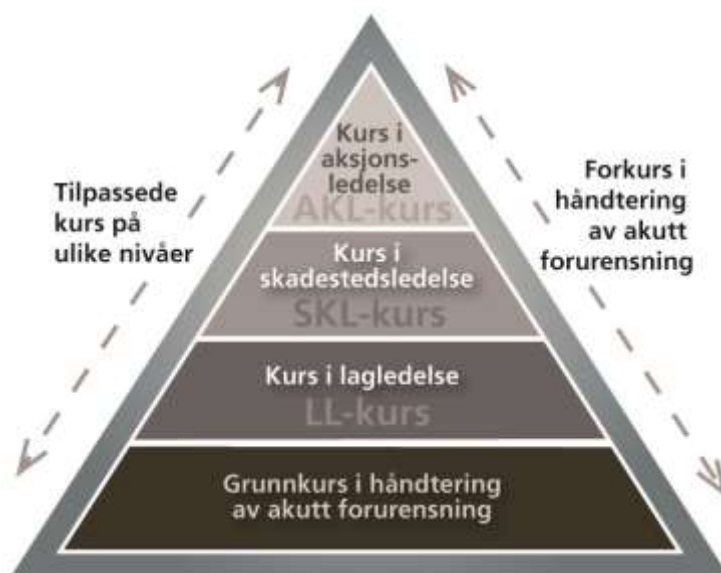 Kurs i
aksjons-
ledelse
AKL-kurs
Tilpassede
kurs på
ulike nivåer
Forkurs i
håndtering
av akutt
forurensning
Kurs i
skadestedsledelse
SKL-kurs
Kurs i lagledelse
LL-kurs
Grunnkurs i håndtering
av akutt forurensning